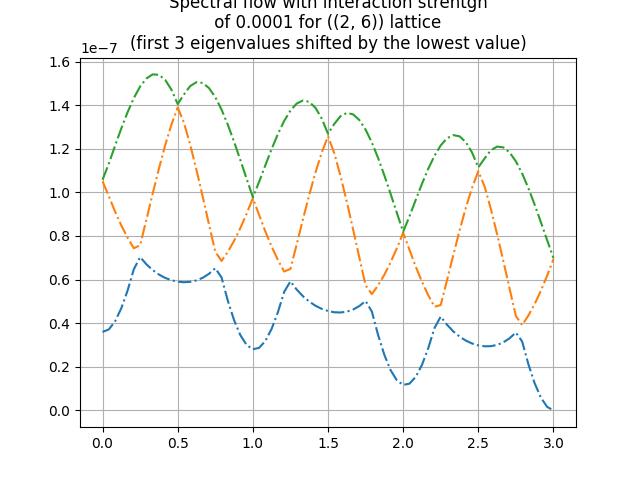 Spectral flow with interaction strentgh
of 0.0001 for ((2, 6)) lattice
(first 3 eigenvalues shifted by the lowest value)
1e−7
1.6
1.4
1.2
1.0
0.8
0.6
0.4
0.2
0.0
0.0 0.5 1.0 1.5 2.0 2.5 3.0